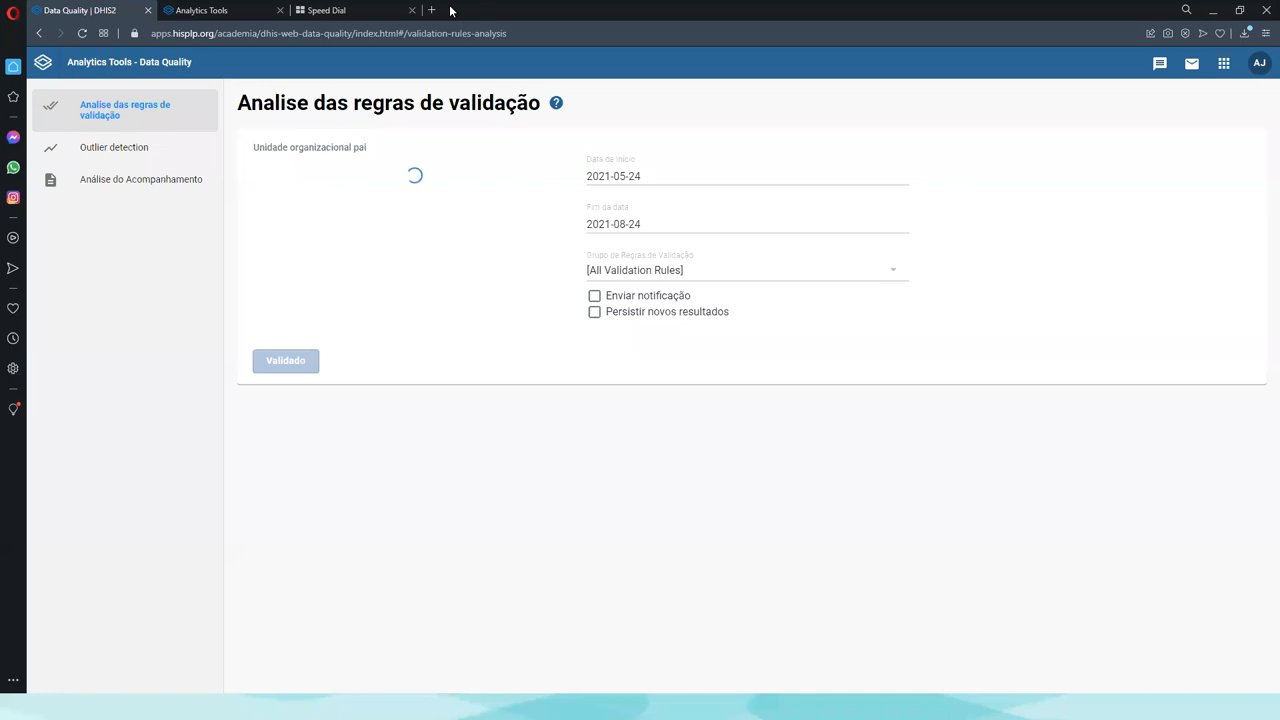 Data Quality | DHIS2
Analytics Tools
Speed Dial
apps.hisplp.org/academia/dhis-web-data-quality/index.html#/validation-rules-analysis
Analytics Tools - Data Quality
AJ
Analise das regras de
validação
Outlier detection
Análise do Acompanhamento
Analise das regras de validação
Unidade organizacional pai
Data de início
2021-05-24
Fim da date
2021-08-24
Grupo de Regras de Validação
[All Validation Rules]
Enviar notificação
Persistir novos resultados
Validado